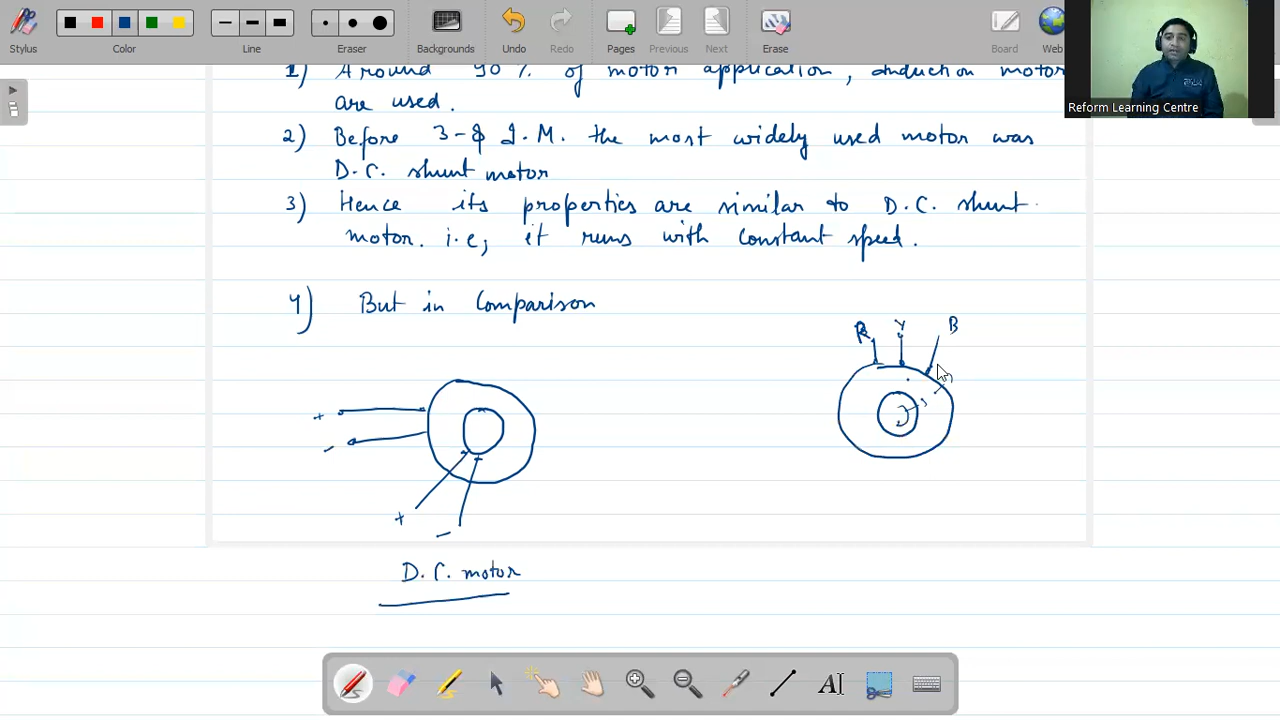 Stylus
Color
Line
Eraser
Backgrounds
Undo
Redo
Pages
Previous
Next
Erase
Board
Web
Reform Learning Centre
1) Around 90% of motor application, induction motor
are used.
2) Before 3-ϕ I.M. the most widely used motor was
D.C. shunt motor
3) Hence its properties are similar to D.C. shunt
motor. i.e, it runs with constant speed.
4) But in Comparison
R Y B
+
-
+
-
D.C. motor